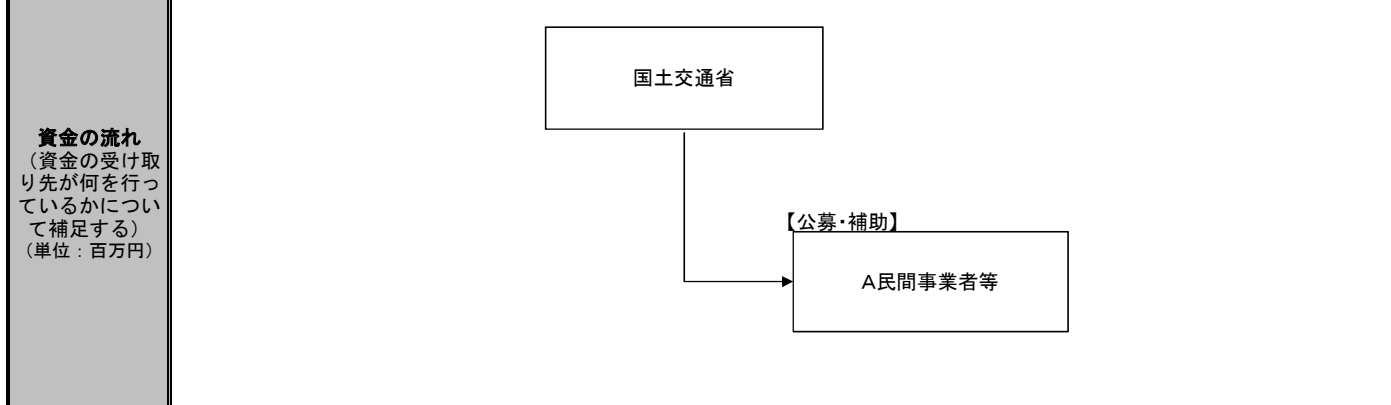 資金の流れ
（資金の受け取
り先が何を行っ
ているかについ
て補足する）
（単位：百万円）
国土交通省
【公募・補助】
Ａ民間事業者等